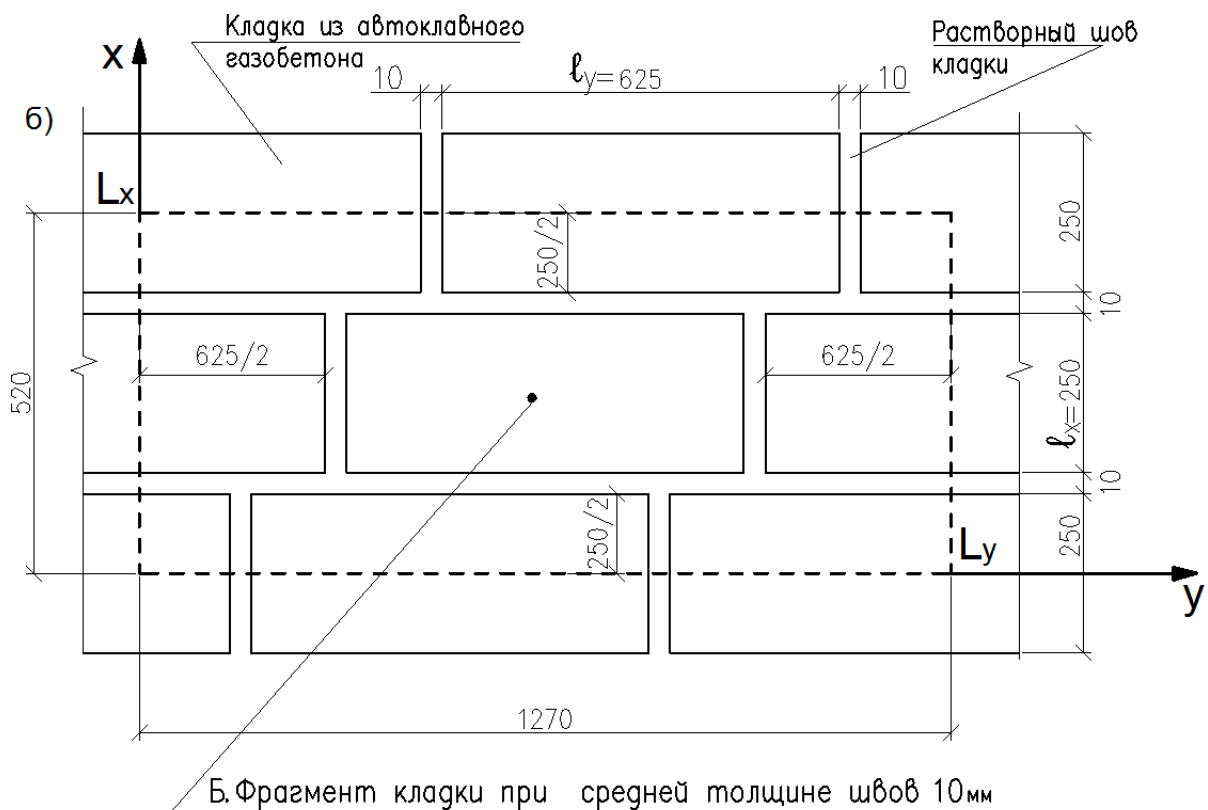 Кладка из автоклавного
газобетона
Растворный шов
кладки
x
10
ℓy=625
10
б)
Lx
250/2
250
10
625/2
625/2
520
ℓx=250
10
250/2
250
Ly
y
1270
Б. Фрагмент кладки при средней толщине швов 10мм